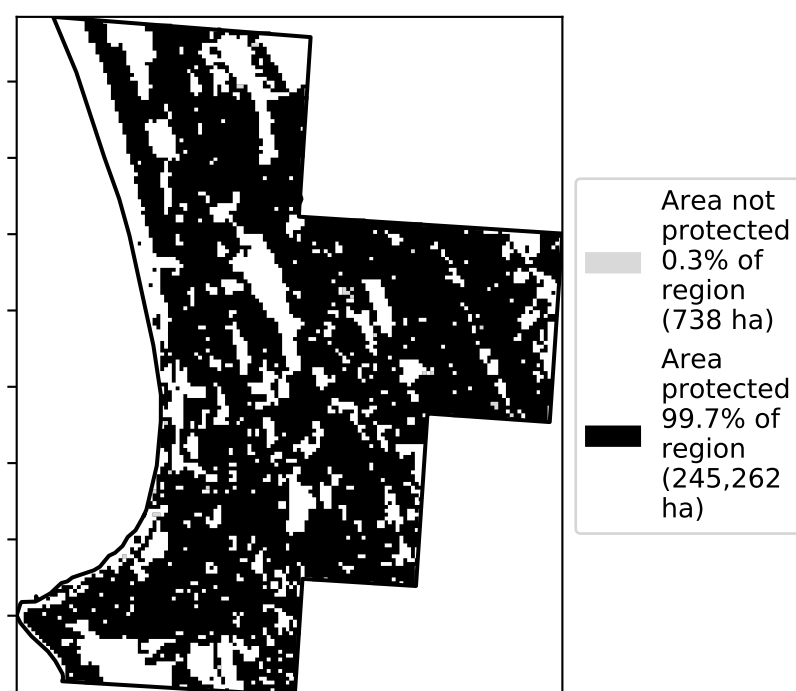 Area not
protected
0.3% of
region
(738 ha)
Area
protected
99.7% of
region
(245,262
ha)